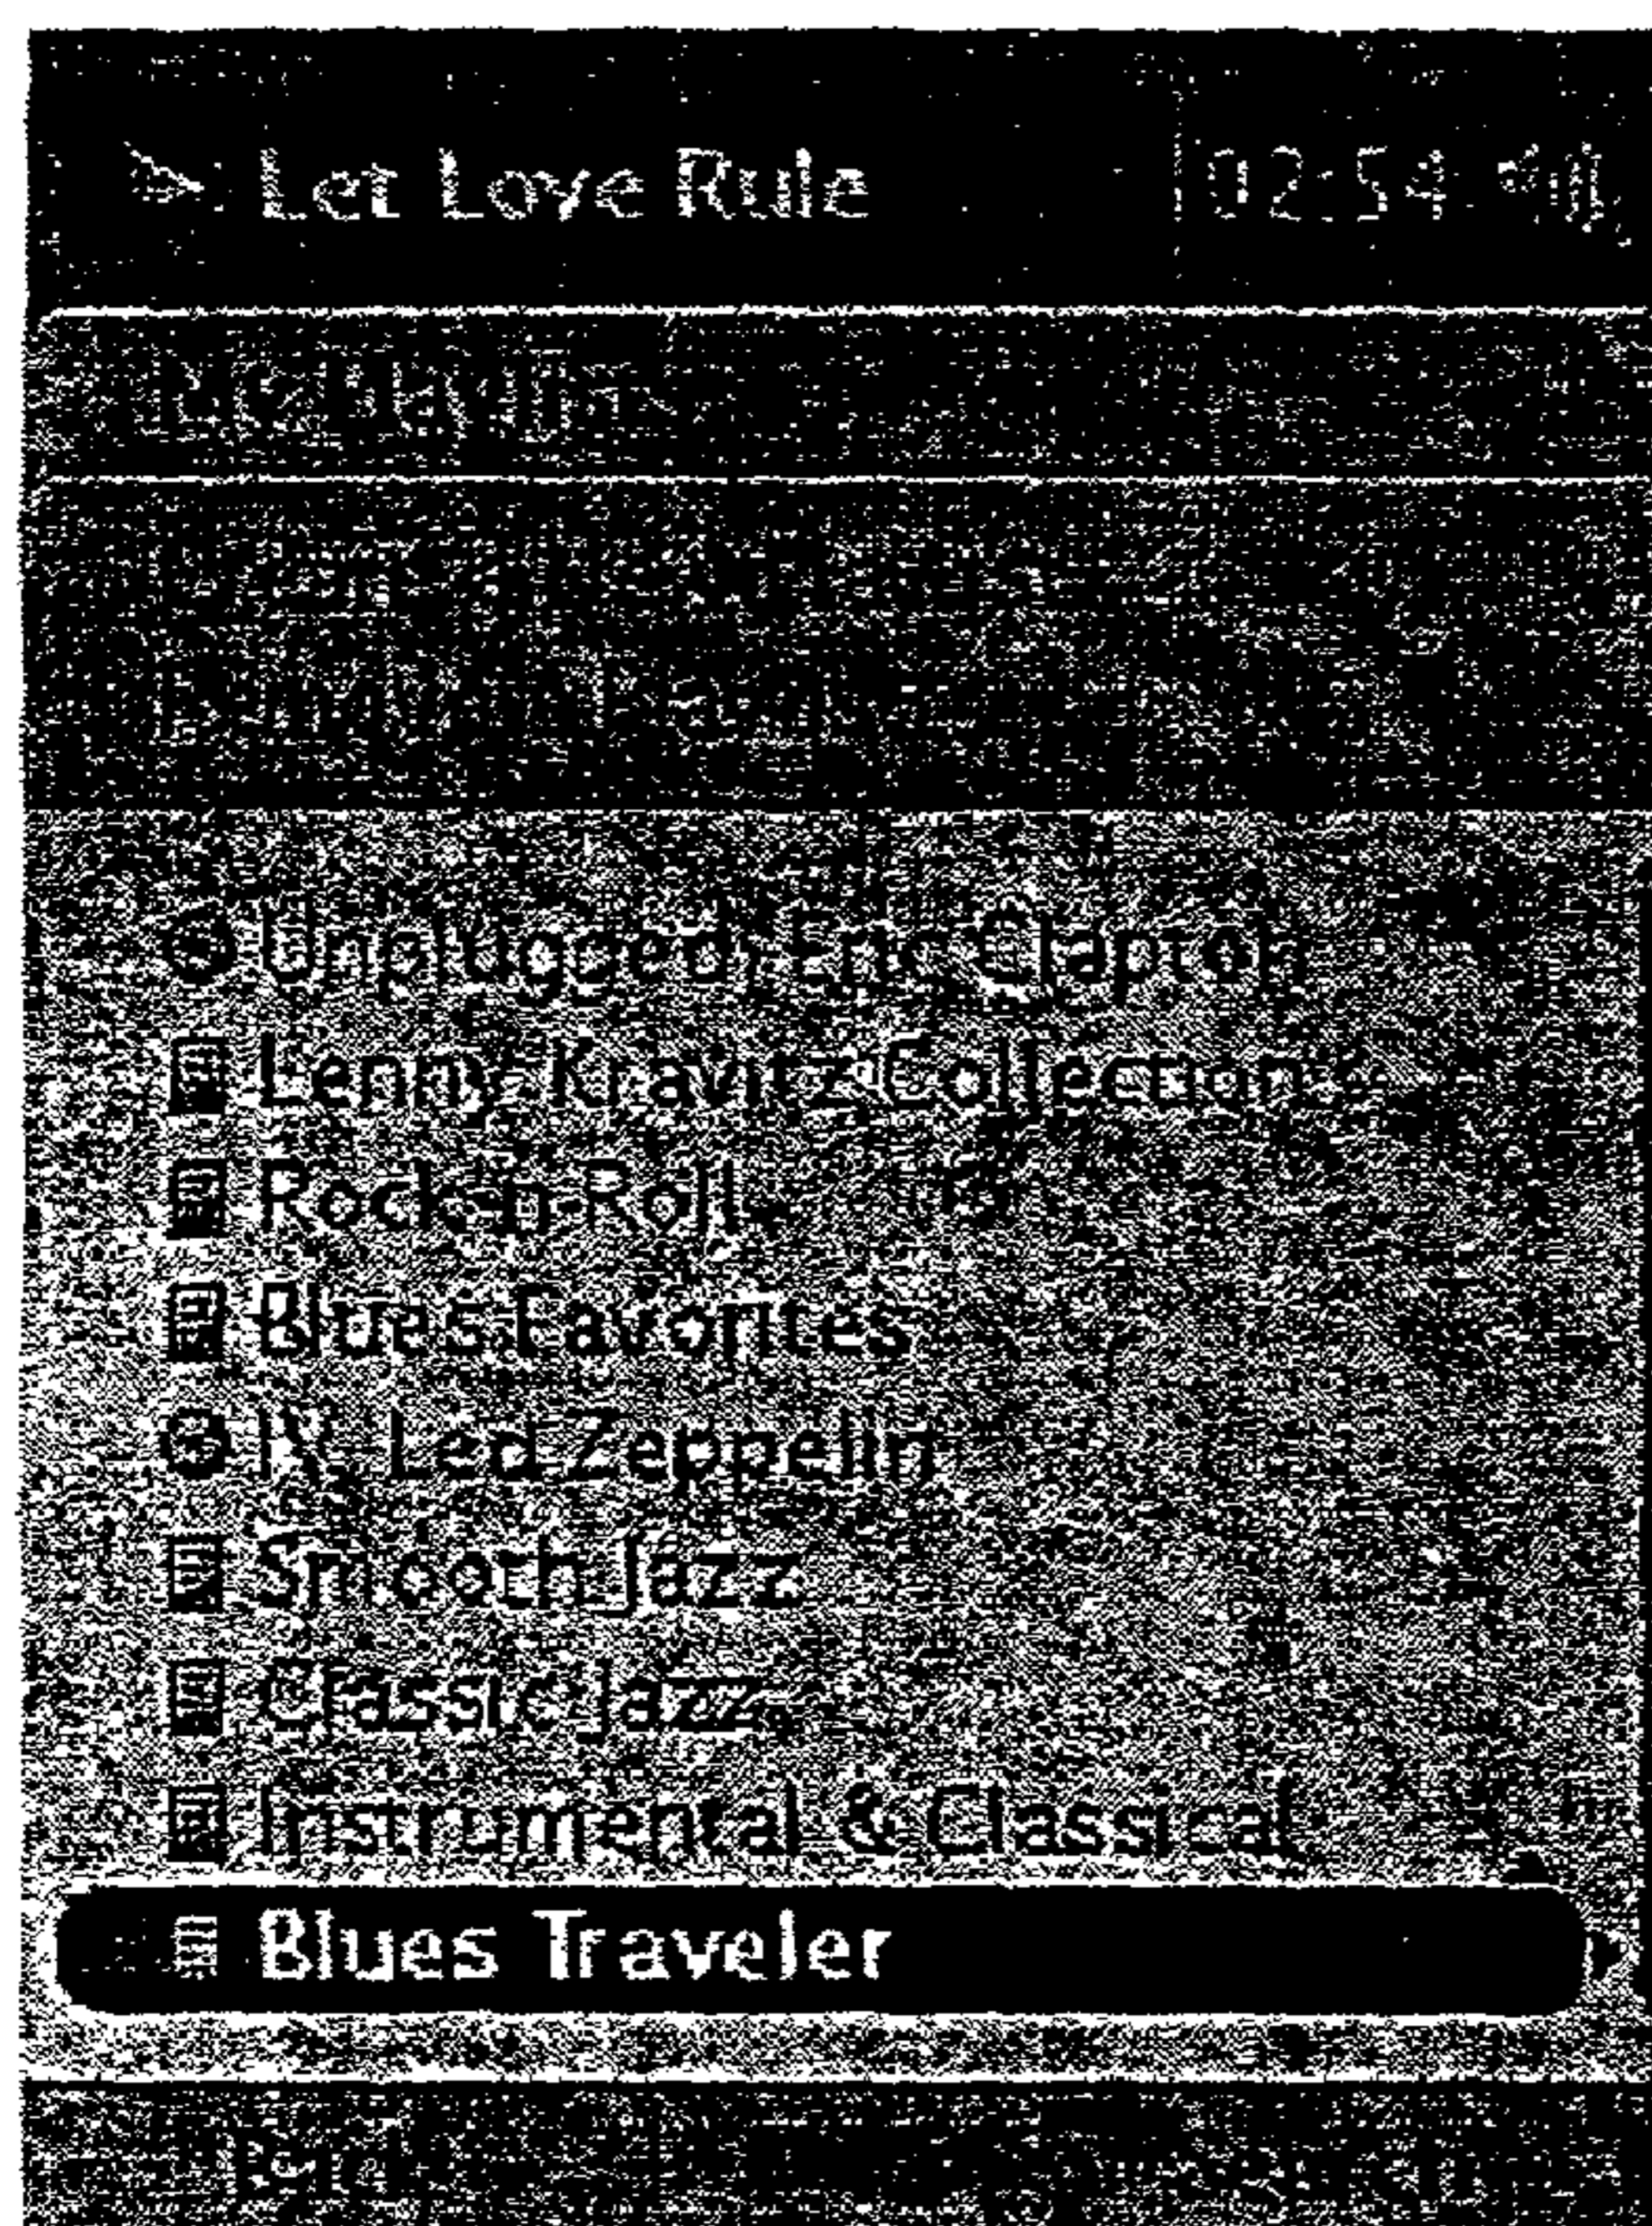 Let Love Rule 02:54
Unplugged, Eric Clapton
Lenny Kravitz Collection
Rock n Roll
Blues Favorites
IV, Led Zeppelin
Smooth Jazz
Classic Jazz
Instrumental & Classical
Blues Traveler